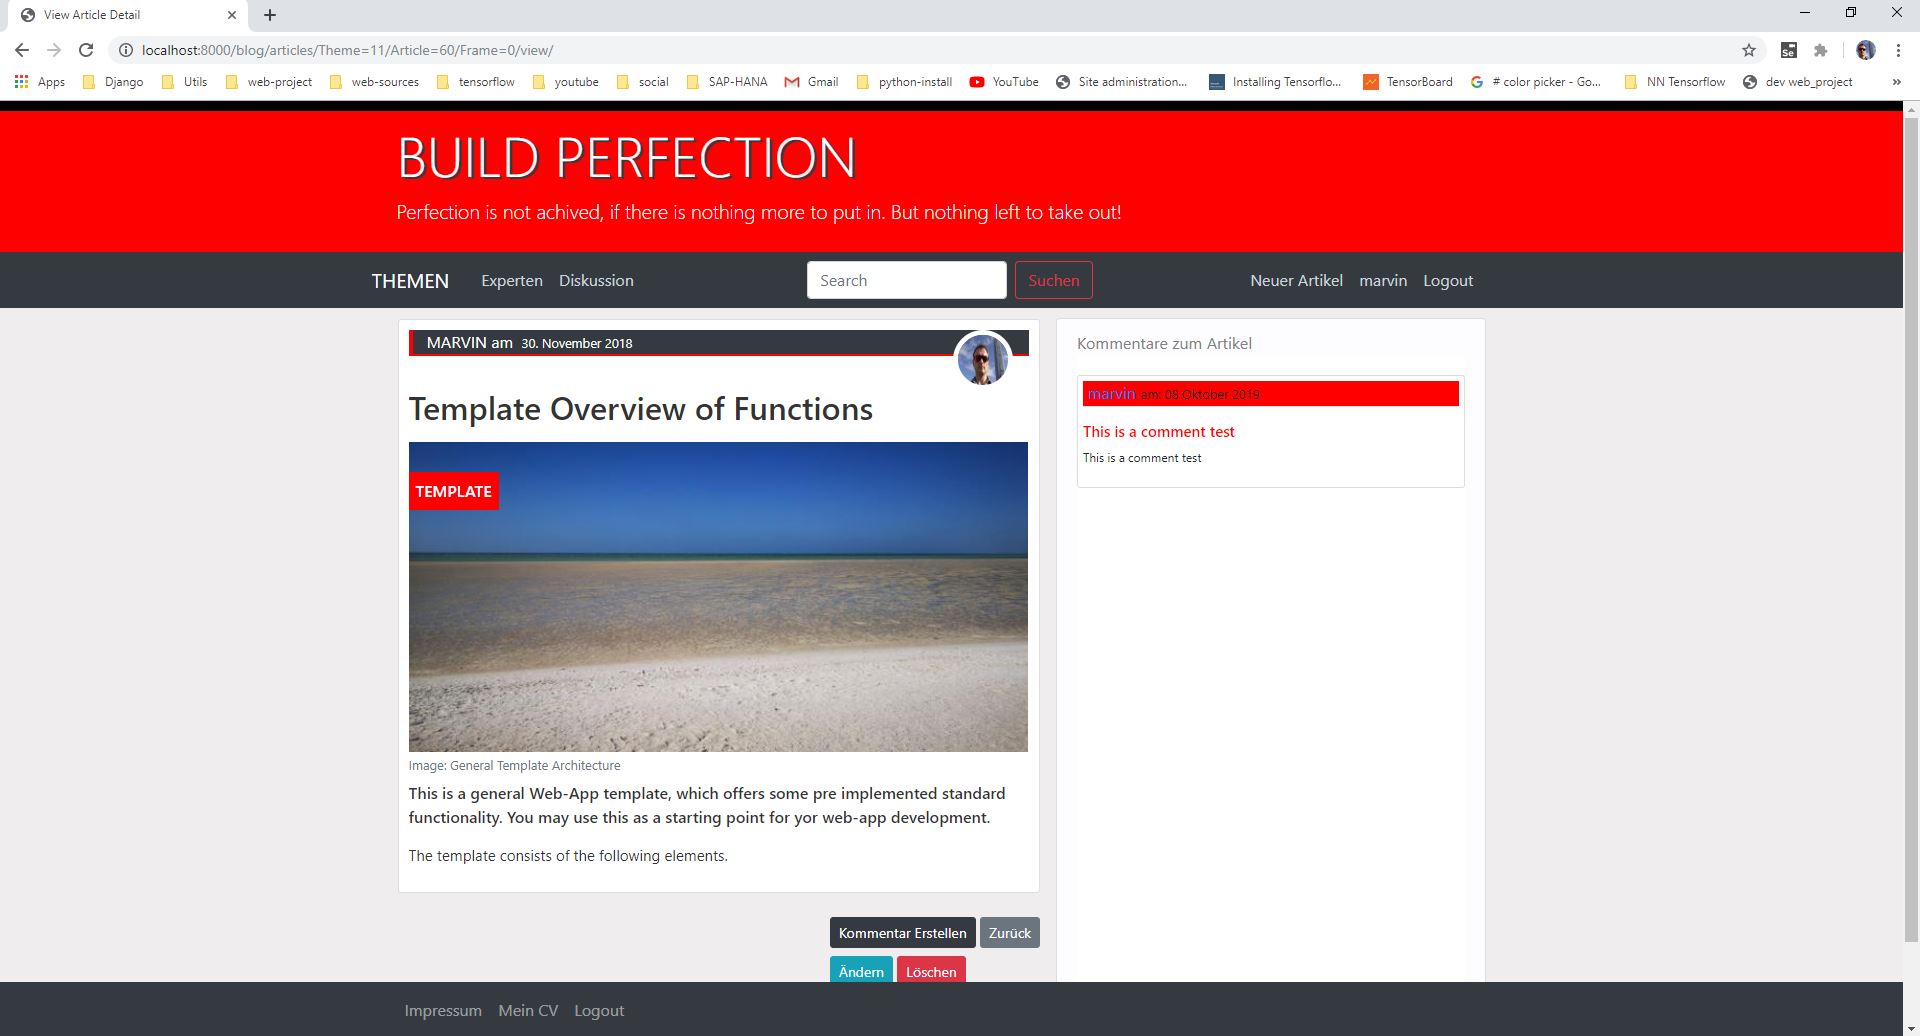 View Article Detail
localhost:8000/blog/articles/Theme=11/Article=60/Frame=0/view/
Apps Django Utils web-project web-sources tensorflow youtube social SAP-HANA Gmail python-install YouTube Site administration... Installing Tensorflo... TensorBoard # color picker - Go... NN Tensorflow dev web_project »
BUILD PERFECTION
Perfection is not achived, if there is nothing more to put in. But nothing left to take out!
THEMEN Experten Diskussion Search Suchen Neuer Artikel marvin Logout
MARVIN am 30. November 2018
Template Overview of Functions
TEMPLATE
Image: General Template Architecture
This is a general Web-App template, which offers some pre implemented standard
functionality. You may use this as a starting point for yor web-app development.
The template consists of the following elements.
Kommentar Erstellen Zurück
Ändern Löschen
Kommentare zum Artikel
marvin am: 08 Oktober 2019
This is a comment test
This is a comment test
Impressum Mein CV Logout